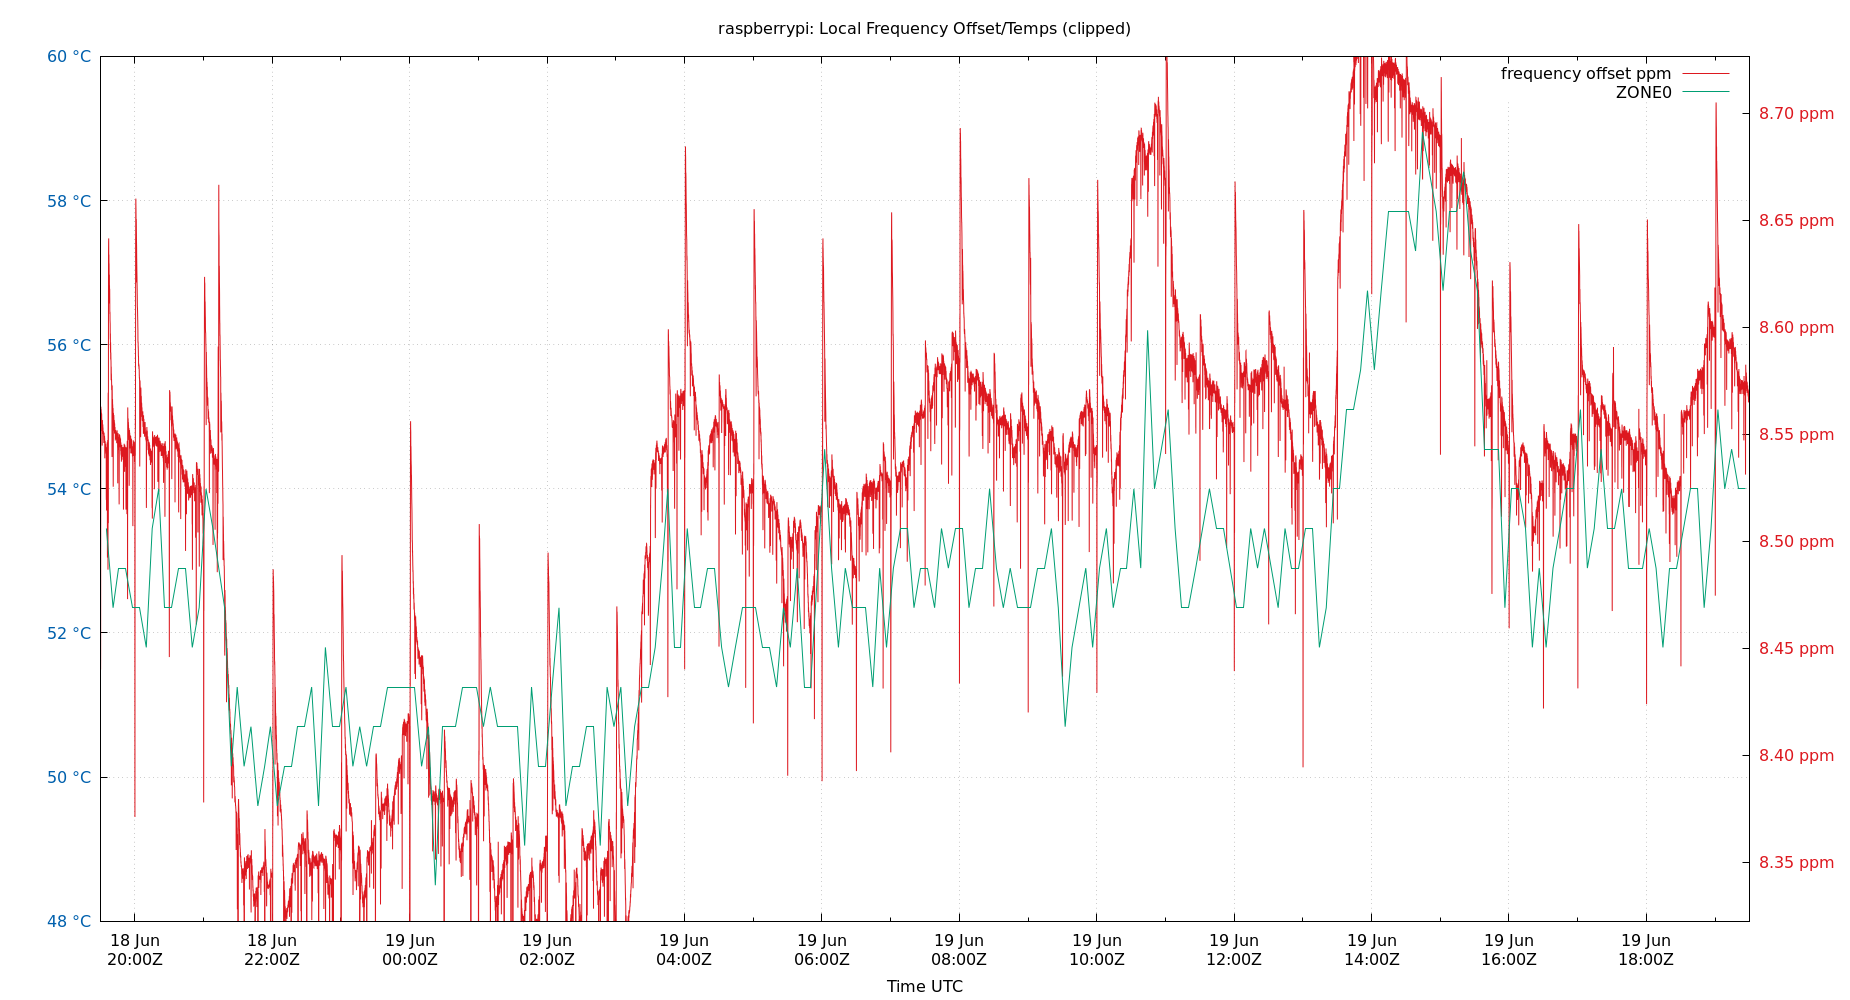 raspberrypi: Local Frequency Offset/Temps (clipped)
60 °C
58 °C
56 °C
54 °C
52 °C
50 °C
48 °C
frequency offset ppm
ZONE0
8.70 ppm
8.65 ppm
8.60 ppm
8.55 ppm
8.50 ppm
8.45 ppm
8.40 ppm
8.35 ppm
18 Jun 18 Jun 19 Jun 19 Jun 19 Jun 19 Jun 19 Jun 19 Jun 19 Jun 19 Jun 19 Jun 19 Jun
20:00Z 22:00Z 00:00Z 02:00Z 04:00Z 06:00Z 08:00Z 10:00Z 12:00Z 14:00Z 16:00Z 18:00Z
Time UTC